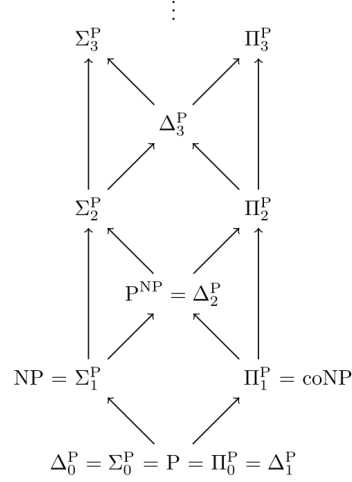 ⋮
Σ₃ᴾ Π₃ᴾ
Δ₃ᴾ
Σ₂ᴾ Π₂ᴾ
Pᴺᴾ = Δ₂ᴾ
NP = Σ₁ᴾ Π₁ᴾ = coNP
Δ₀ᴾ = Σ₀ᴾ = P = Π₀ᴾ = Δ₁ᴾ